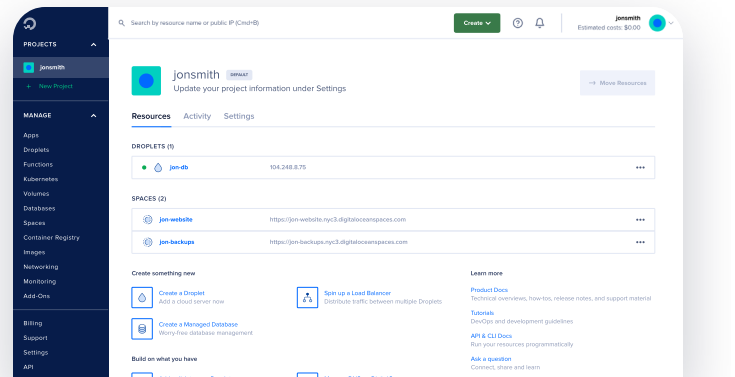 Search by resource name or public IP (Cmd+B)
Create
jonsmith
Estimated costs: $0.00
PROJECTS
jonsmith
+ New Project
MANAGE
Apps
Droplets
Functions
Kubernetes
Volumes
Databases
Spaces
Container Registry
Images
Networking
Monitoring
Add-Ons
Billing
Support
Settings
API
jonsmith DEFAULT
Update your project information under Settings
→ Move Resources
Resources Activity Settings
DROPLETS (1)
jon-db 104.248.8.75
SPACES (2)
jon-website https://jon-website.nyc3.digitaloceanspaces.com
jon-backups https://jon-backups.nyc3.digitaloceanspaces.com
Create something new
Create a Droplet
Add a cloud server now
Spin up a Load Balancer
Distribute traffic between multiple Droplets
Create a Managed Database
Worry-free database management
Build on what you have
Learn more
Product Docs
Technical overviews, how-tos, release notes, and support material
Tutorials
DevOps and development guidelines
API & CLI Docs
Run your resources programmatically
Ask a question
Connect, share and learn